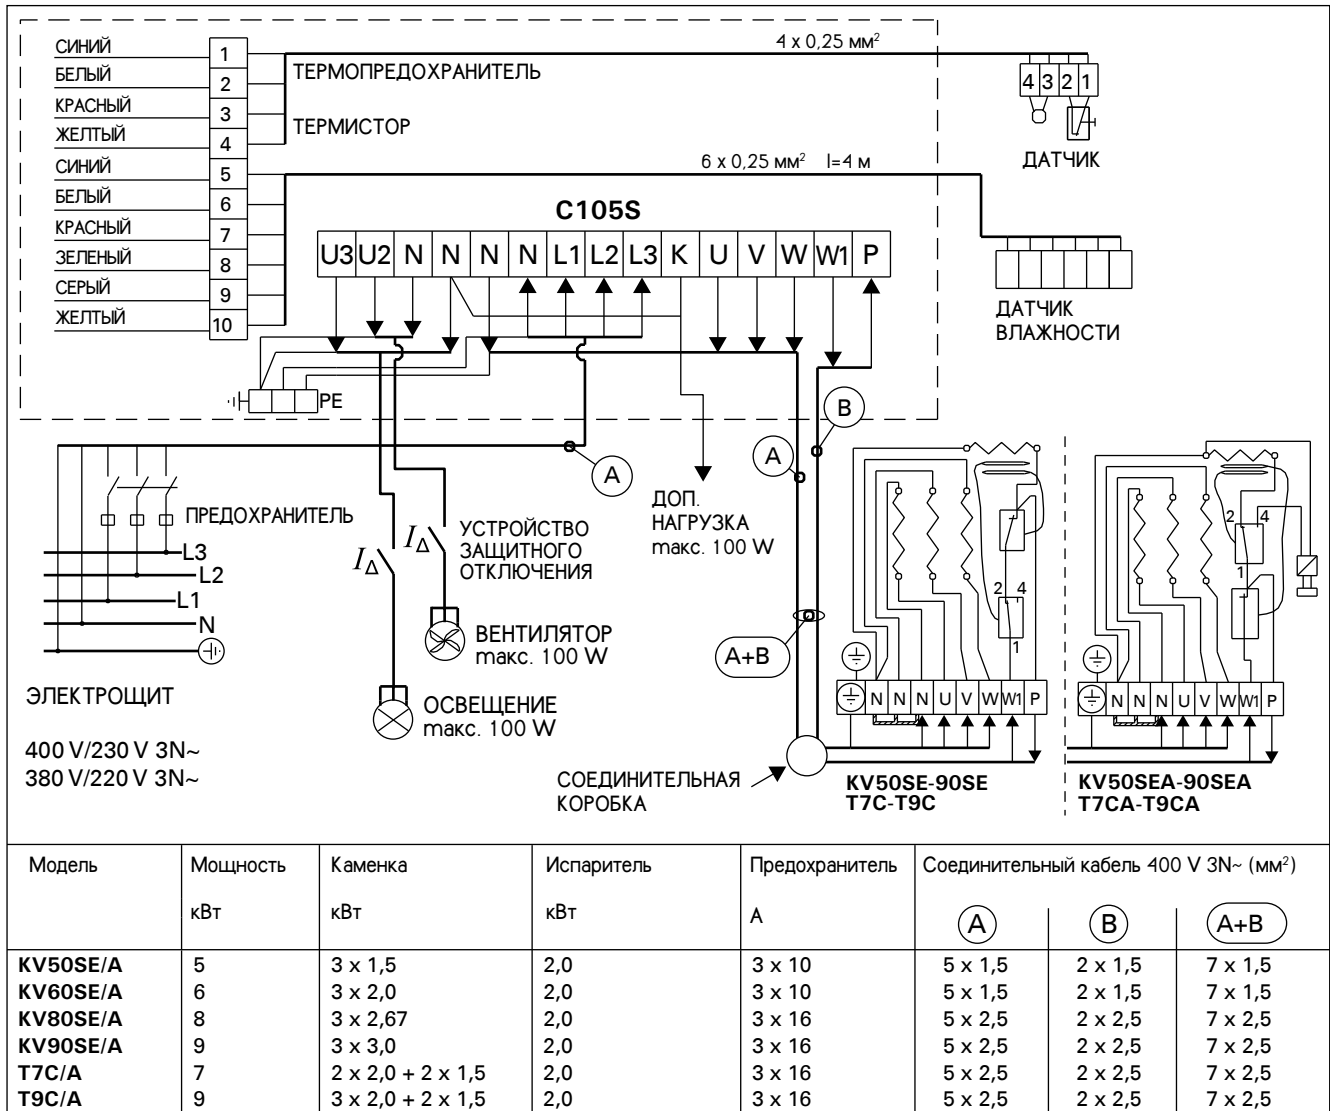 СИНИЙ 1
БЕЛЫЙ 2
КРАСНЫЙ 3
ЖЕЛТЫЙ 4
СИНИЙ 5
БЕЛЫЙ 6
КРАСНЫЙ 7
ЗЕЛЕНЫЙ 8
СЕРЫЙ 9
ЖЕЛТЫЙ 10
ТЕРМОПРЕДОХРАНИТЕЛЬ
ТЕРМИСТОР
4 x 0,25 мм²
4 3 2 1
ДАТЧИК
6 x 0,25 мм² l=4 м
ДАТЧИК
ВЛАЖНОСТИ
C105S
U3 U2 N N N N L1 L2 L3 K U V W W1 P
PE
A
A
B
A+B
ДОП.
НАГРУЗКА
макс. 100 W
ПРЕДОХРАНИТЕЛЬ
L3
L2
L1
N
ЭЛЕКТРОЩИТ
400 V/230 V 3N~
380 V/220 V 3N~
I∆
I∆
УСТРОЙСТВО
ЗАЩИТНОГО
ОТКЛЮЧЕНИЯ
ВЕНТИЛЯТОР
макс. 100 W
ОСВЕЩЕНИЕ
макс. 100 W
СОЕДИНИТЕЛЬНАЯ
КОРОБКА
2 4
1
N N N U V W W1 P
KV50SE-90SE
T7C-T9C
2 4
1
N N N U V W W1 P
KV50SEA-90SEA
T7CA-T9CA
Модель Мощность Каменка Испаритель Предохранитель Соединительный кабель 400 V 3N~ (мм²)
кВт кВт кВт A A B A+B
KV50SE/A 5 3 x 1,5 2,0 3 x 10 5 x 1,5 2 x 1,5 7 x 1,5
KV60SE/A 6 3 x 2,0 2,0 3 x 10 5 x 1,5 2 x 1,5 7 x 1,5
KV80SE/A 8 3 x 2,67 2,0 3 x 16 5 x 2,5 2 x 2,5 7 x 2,5
KV90SE/A 9 3 x 3,0 2,0 3 x 16 5 x 2,5 2 x 2,5 7 x 2,5
T7C/A 7 2 x 2,0 + 2 x 1,5 2,0 3 x 16 5 x 2,5 2 x 2,5 7 x 2,5
T9C/A 9 3 x 2,0 + 2 x 1,5 2,0 3 x 16 5 x 2,5 2 x 2,5 7 x 2,5